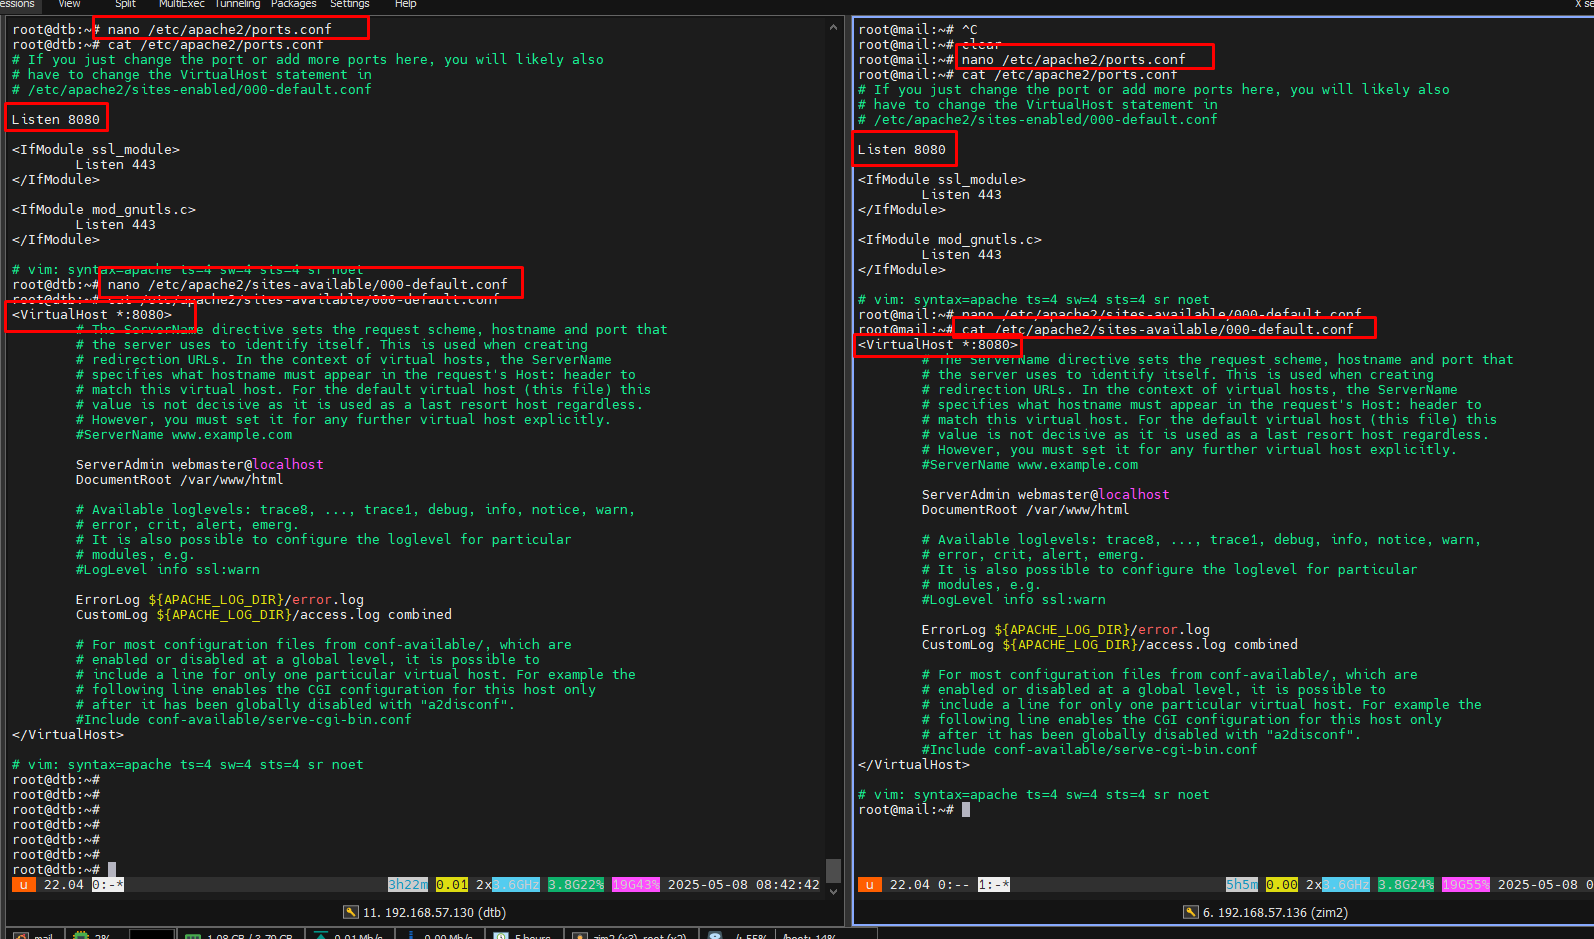 essions View Split MultiExec Tunneling Packages Settings Help X se
root@dtb:~# nano /etc/apache2/ports.conf
root@dtb:~# cat /etc/apache2/ports.conf
# If you just change the port or add more ports here, you will likely also
# have to change the VirtualHost statement in
# /etc/apache2/sites-enabled/000-default.conf
Listen 8080
<IfModule ssl_module>
Listen 443
</IfModule>
<IfModule mod_gnutls.c>
Listen 443
</IfModule>
# vim: syntax=apache ts=4 sw=4 sts=4 sr noet
root@dtb:~# nano /etc/apache2/sites-available/000-default.conf
root@dtb:~# cat /etc/apache2/sites-available/000-default.conf
<VirtualHost *:8080>
# The ServerName directive sets the request scheme, hostname and port that
# the server uses to identify itself. This is used when creating
# redirection URLs. In the context of virtual hosts, the ServerName
# specifies what hostname must appear in the request's Host: header to
# match this virtual host. For the default virtual host (this file) this
# value is not decisive as it is used as a last resort host regardless.
# However, you must set it for any further virtual host explicitly.
#ServerName www.example.com
ServerAdmin webmaster@localhost
DocumentRoot /var/www/html
# Available loglevels: trace8, ..., trace1, debug, info, notice, warn,
# error, crit, alert, emerg.
# It is also possible to configure the loglevel for particular
# modules, e.g.
#LogLevel info ssl:warn
ErrorLog ${APACHE_LOG_DIR}/error.log
CustomLog ${APACHE_LOG_DIR}/access.log combined
# For most configuration files from conf-available/, which are
# enabled or disabled at a global level, it is possible to
# include a line for only one particular virtual host. For example the
# following line enables the CGI configuration for this host only
# after it has been globally disabled with "a2disconf".
#Include conf-available/serve-cgi-bin.conf
</VirtualHost>
# vim: syntax=apache ts=4 sw=4 sts=4 sr noet
root@dtb:~#
root@dtb:~#
root@dtb:~#
root@dtb:~#
root@dtb:~#
root@dtb:~#
root@dtb:~#
u 22.04 0:-* 3h22m 0.01 2x3.6GHz 3.8G22% 19G43% 2025-05-08 08:42:42
11. 192.168.57.130 (dtb)
root@mail:~# ^C
root@mail:~# clear
root@mail:~# nano /etc/apache2/ports.conf
root@mail:~# cat /etc/apache2/ports.conf
# If you just change the port or add more ports here, you will likely also
# have to change the VirtualHost statement in
# /etc/apache2/sites-enabled/000-default.conf
Listen 8080
<IfModule ssl_module>
Listen 443
</IfModule>
<IfModule mod_gnutls.c>
Listen 443
</IfModule>
# vim: syntax=apache ts=4 sw=4 sts=4 sr noet
root@mail:~# nano /etc/apache2/sites-available/000-default.conf
root@mail:~# cat /etc/apache2/sites-available/000-default.conf
<VirtualHost *:8080>
# The ServerName directive sets the request scheme, hostname and port that
# the server uses to identify itself. This is used when creating
# redirection URLs. In the context of virtual hosts, the ServerName
# specifies what hostname must appear in the request's Host: header to
# match this virtual host. For the default virtual host (this file) this
# value is not decisive as it is used as a last resort host regardless.
# However, you must set it for any further virtual host explicitly.
#ServerName www.example.com
ServerAdmin webmaster@localhost
DocumentRoot /var/www/html
# Available loglevels: trace8, ..., trace1, debug, info, notice, warn,
# error, crit, alert, emerg.
# It is also possible to configure the loglevel for particular
# modules, e.g.
#LogLevel info ssl:warn
ErrorLog ${APACHE_LOG_DIR}/error.log
CustomLog ${APACHE_LOG_DIR}/access.log combined
# For most configuration files from conf-available/, which are
# enabled or disabled at a global level, it is possible to
# include a line for only one particular virtual host. For example the
# following line enables the CGI configuration for this host only
# after it has been globally disabled with "a2disconf".
#Include conf-available/serve-cgi-bin.conf
</VirtualHost>
# vim: syntax=apache ts=4 sw=4 sts=4 sr noet
root@mail:~#
u 22.04 0:-- 1:-* 5h5m 0.00 2x3.6GHz 3.8G24% 19G55% 2025-05-08 0
6. 192.168.57.136 (zim2)
mail 2% 1.08 GB / 3.70 GB 0.01 Mb/s 0.00 Mb/s 5 hours zim2 (x3) root (x2) /: 55% /boot: 14%